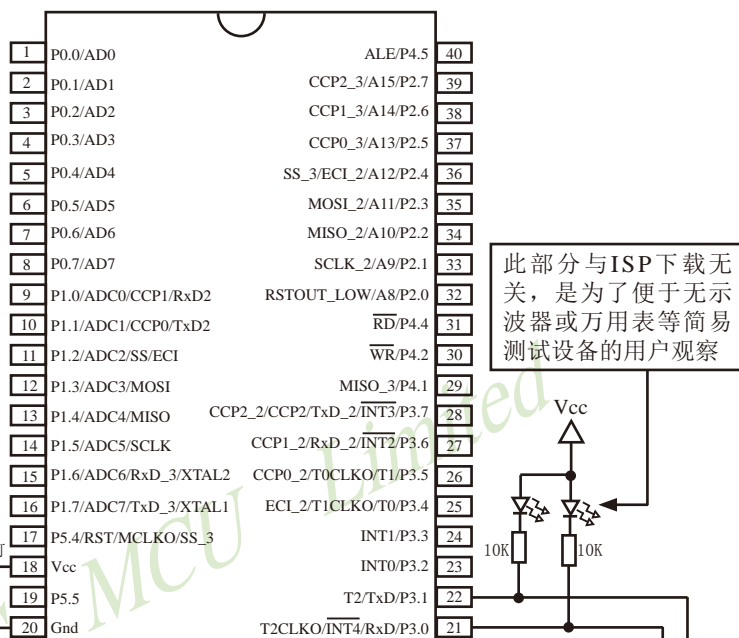 1 P0.0/AD0 ALE/P4.5 40
2 P0.1/AD1 CCP2_3/A15/P2.7 39
3 P0.2/AD2 CCP1_3/A14/P2.6 38
4 P0.3/AD3 CCP0_3/A13/P2.5 37
5 P0.4/AD4 SS_3/ECI_2/A12/P2.4 36
6 P0.5/AD5 MOSI_2/A11/P2.3 35
7 P0.6/AD6 MISO_2/A10/P2.2 34
8 P0.7/AD7 SCLK_2/A9/P2.1 33
9 P1.0/ADC0/CCP1/RxD2 RSTOUT_LOW/A8/P2.0 32
10 P1.1/ADC1/CCP0/TxD2 RD/P4.4 31
11 P1.2/ADC2/SS/ECI WR/P4.2 30
12 P1.3/ADC3/MOSI MISO_3/P4.1 29
13 P1.4/ADC4/MISO CCP2_2/CCP2/TxD_2/INT3/P3.7 28
14 P1.5/ADC5/SCLK CCP1_2/RxD_2/INT2/P3.6 27
15 P1.6/ADC6/RxD_3/XTAL2 CCP0_2/T0CLKO/T1/P3.5 26
16 P1.7/ADC7/TxD_3/XTAL1 ECI_2/T1CLKO/T0/P3.4 25
17 P5.4/RST/MCLKO/SS_3 INT1/P3.3 24
18 Vcc INT0/P3.2 23
19 P5.5 T2/TxD/P3.1 22
20 Gnd T2CLKO/INT4/RxD/P3.0 21
此部分与ISP下载无
关，是为了便于无示
波器或万用表等简易
测试设备的用户观察
Vcc
10K 10K
MCU Limited